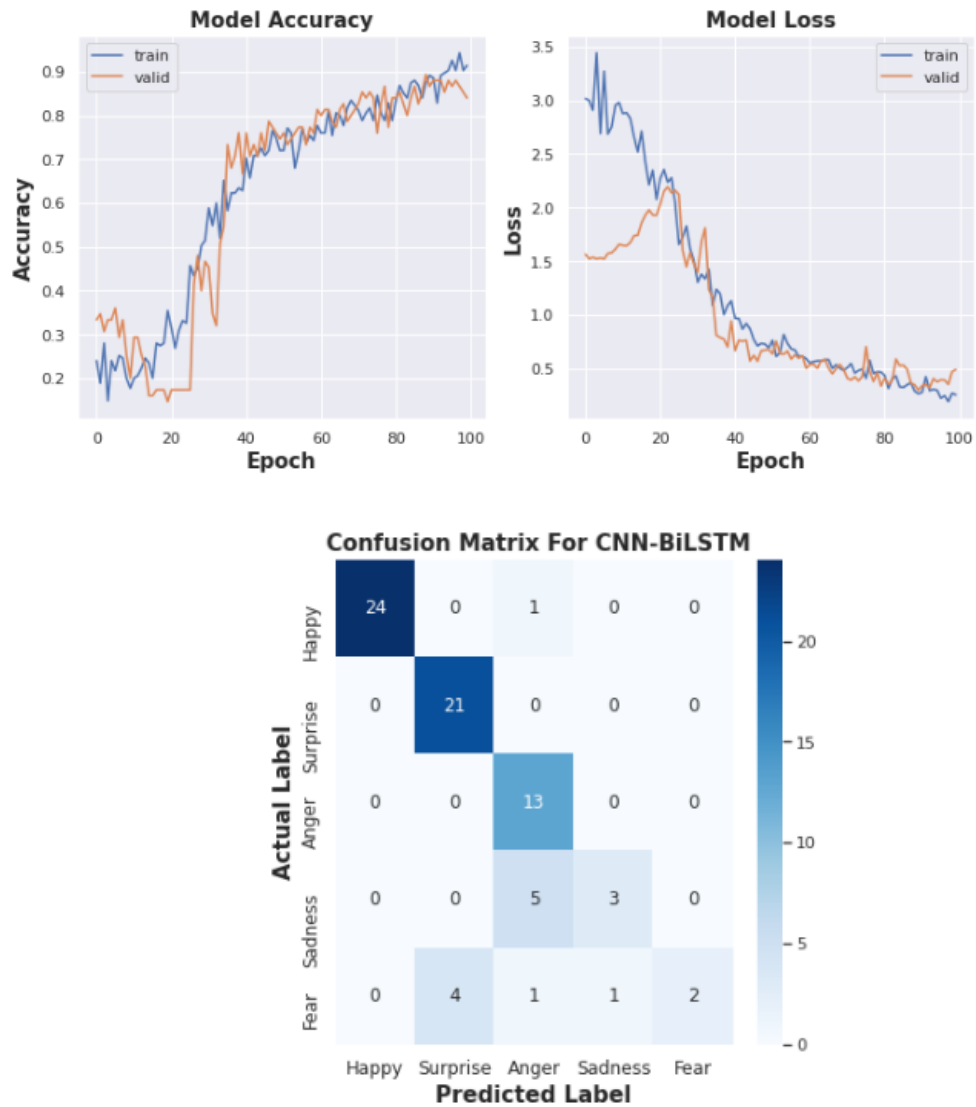 Model Accuracy
train
valid
0.9
0.8
0.7
0.6
0.5
0.4
0.3
0.2
Accuracy
0 20 40 60 80 100
Epoch
Model Loss
train
valid
3.5
3.0
2.5
2.0
1.5
1.0
0.5
Loss
0 20 40 60 80 100
Epoch
Confusion Matrix For CNN-BiLSTM
Actual Label
Happy 24 0 1 0 0
Surprise 0 21 0 0 0
Anger 0 0 13 0 0
Sadness 0 0 5 3 0
Fear 0 4 1 1 2
Happy Surprise Anger Sadness Fear
Predicted Label
20
15
10
5
0